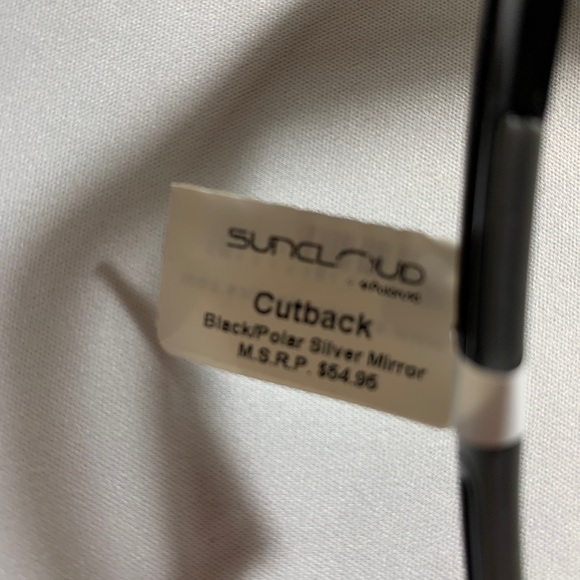 SUNCLOUD
Cutback
Black/Polar Silver Mirror
M.S.R.P. $54.95